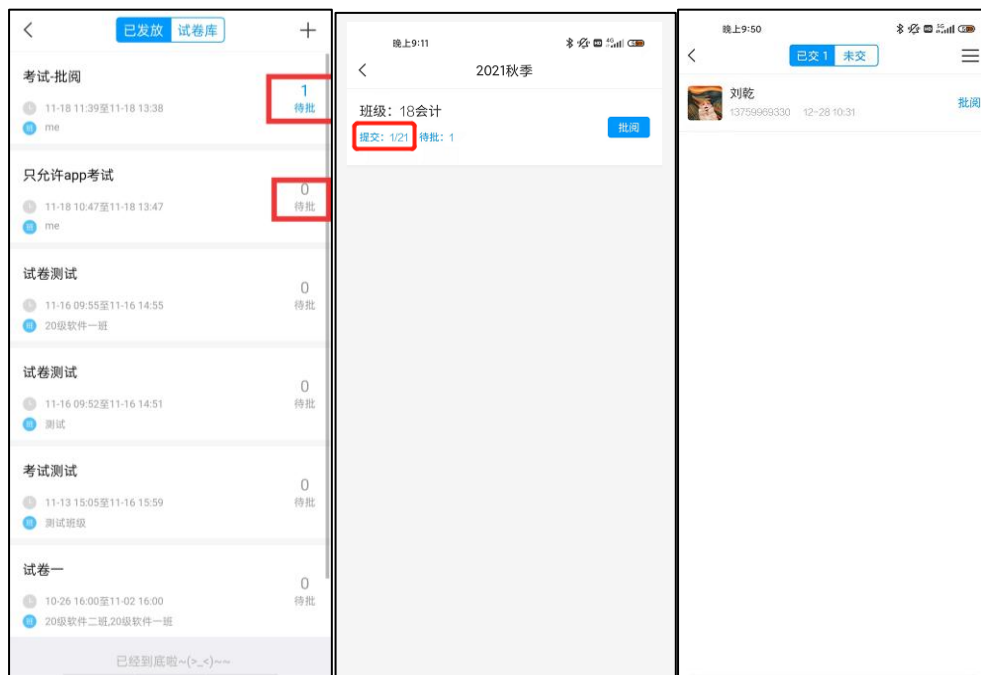 已发放 试卷库
考试-批阅
11-18 11:39至11-18 13:38
me
1
待批
只允许app考试
11-18 10:47至11-18 13:47
me
0
待批
试卷测试
11-16 09:55至11-16 14:55
20级软件一班
0
待批
试卷测试
11-16 09:52至11-16 14:51
测试
0
待批
考试测试
11-13 15:05至11-16 15:59
测试班级
0
待批
试卷一
10-26 16:00至11-02 16:00
20级软件二班,20级软件一班
0
待批
已经到底啦~(>_<)~~
晚上9:11
2021秋季
班级：18会计
提交：1/21 待批：1
批阅
晚上9:50
已交 1 未交
刘乾
13759969330 12-28 10:31
批阅